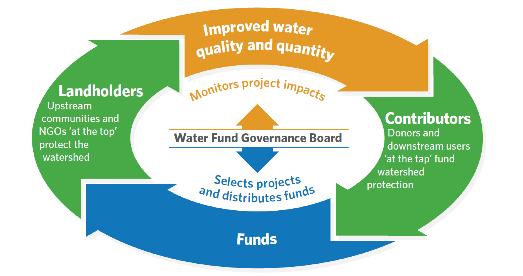 Improved water
quality and quantity
Monitors project impacts
Landholders
Upstream
communities and
NGOs 'at the top'
protect the
watershed
Contributors
Donors and
downstream users
'at the tap' fund
watershed
protection
Water Fund Governance Board
Selects projects
and distributes funds
Funds